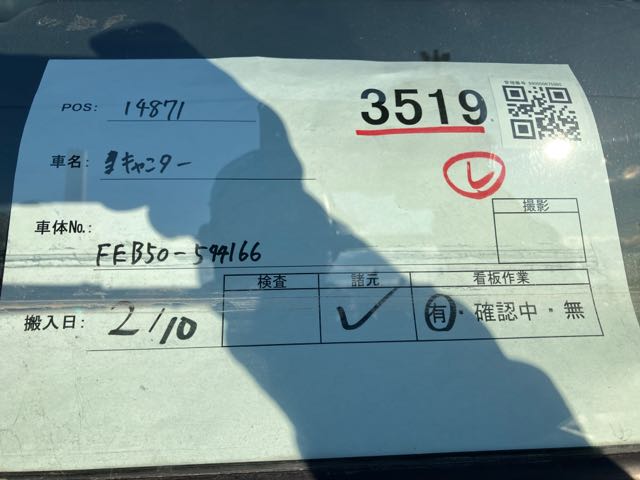 3519
POS: 14871
車名: キャンター
レ
撮影
車体No.: FEB50-594166
検査 諸元 看板作業
搬入日: 2/10 ✓ 有・確認中・無